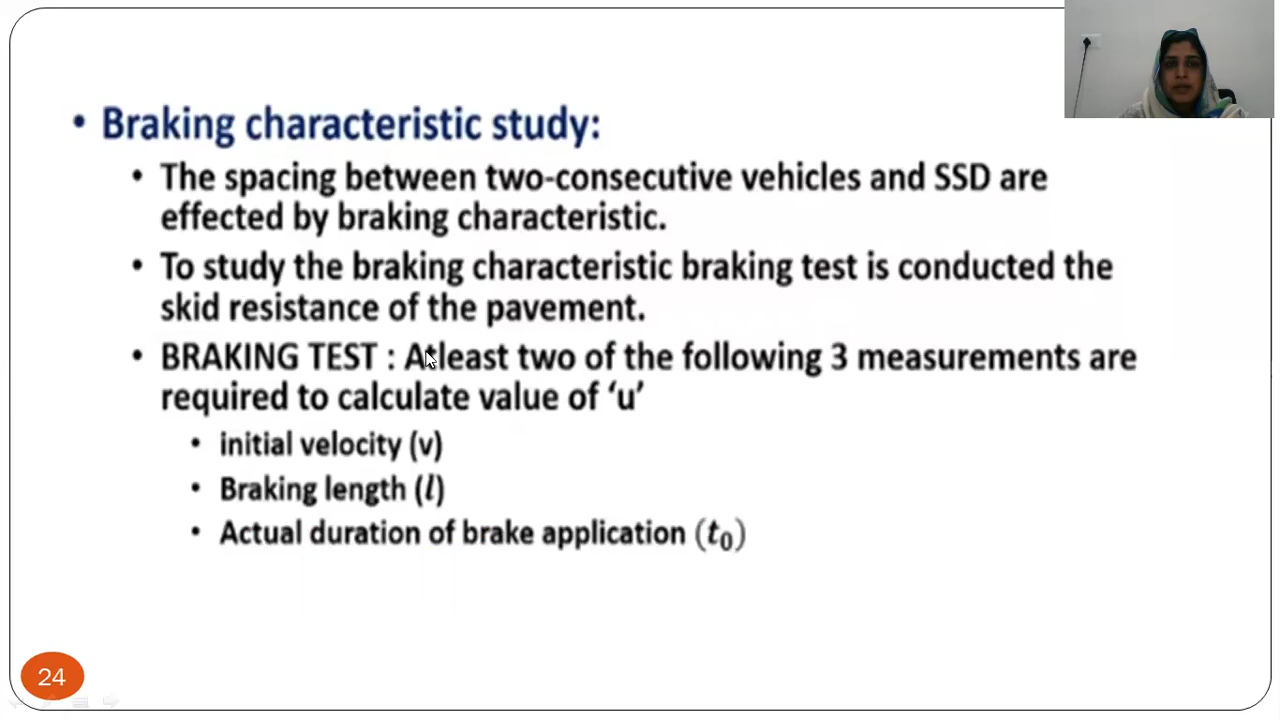 • Braking characteristic study:
• The spacing between two-consecutive vehicles and SSD are
effected by braking characteristic.
• To study the braking characteristic braking test is conducted the
skid resistance of the pavement.
• BRAKING TEST : Atleast two of the following 3 measurements are
required to calculate value of ‘u’
• initial velocity (v)
• Braking length (l)
• Actual duration of brake application (t₀)
24